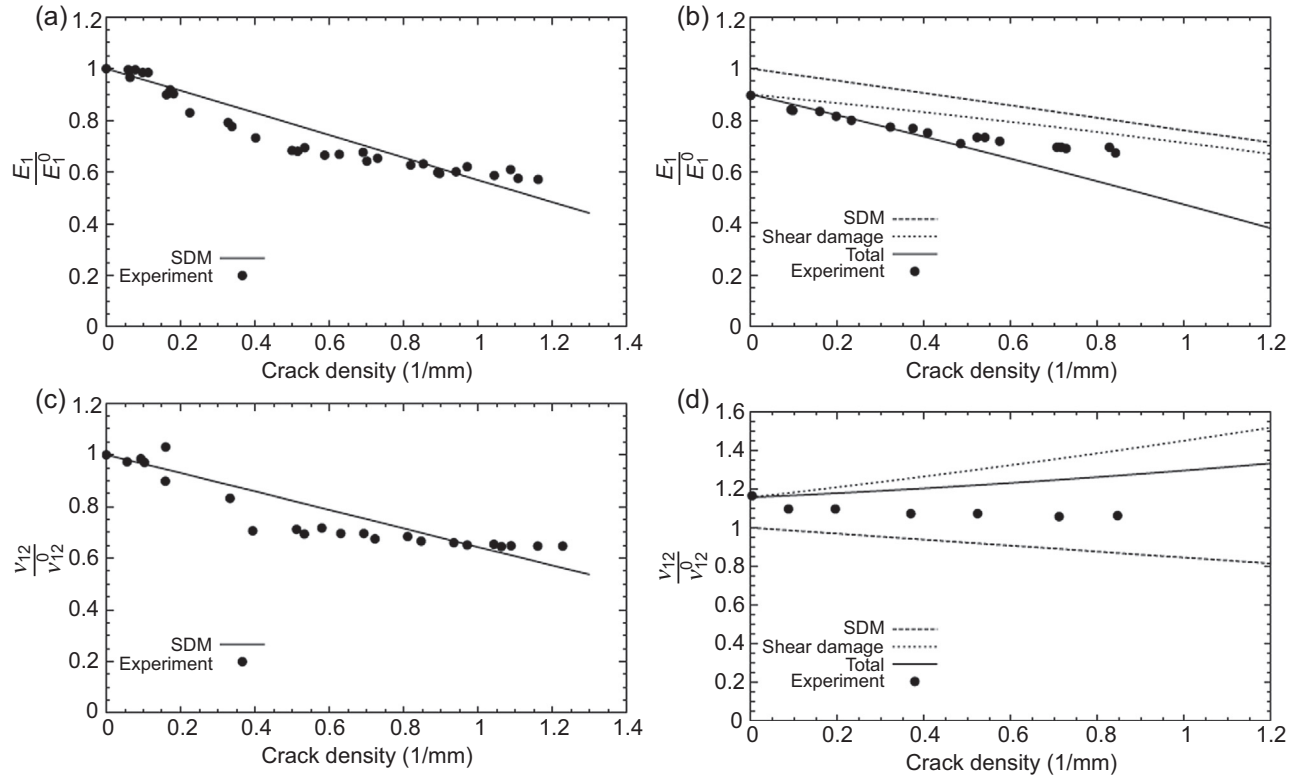 (a)
1.2
1
0.8
0.6
0.4
0.2
0
E₁
E₁⁰
SDM
Experiment
0 0.2 0.4 0.6 0.8 1 1.2 1.4
Crack density (1/mm)
(b)
1.2
1
0.8
0.6
0.4
0.2
0
E₁
E₁⁰
SDM
Shear damage
Total
Experiment
0 0.2 0.4 0.6 0.8 1 1.2
Crack density (1/mm)
(c)
1.2
1
0.8
0.6
0.4
0.2
0
ν₁₂
ν₁₂⁰
SDM
Experiment
0 0.2 0.4 0.6 0.8 1 1.2 1.4
Crack density (1/mm)
(d)
1.6
1.4
1.2
1
0.8
0.6
0.4
0.2
0
ν₁₂
ν₁₂⁰
SDM
Shear damage
Total
Experiment
0 0.2 0.4 0.6 0.8 1 1.2
Crack density (1/mm)